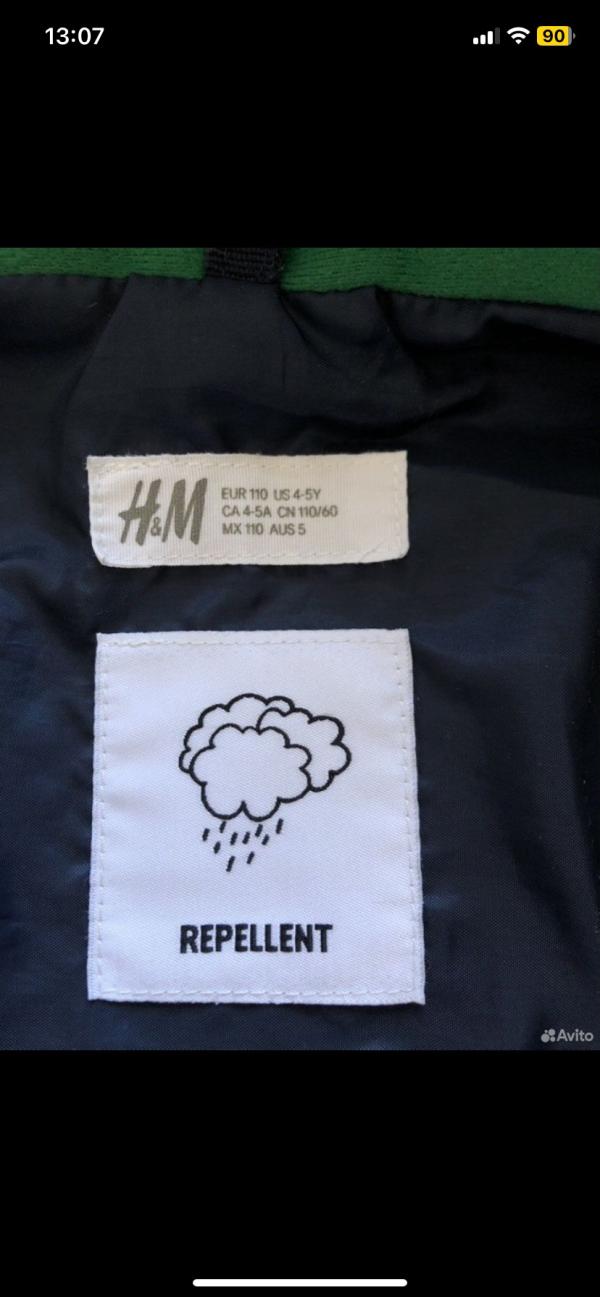 13:07
90
H&M
EUR 110 US 4-5Y
CA 4-5A CN 110/60
MX 110 AUS 5
REPELLENT
Avito